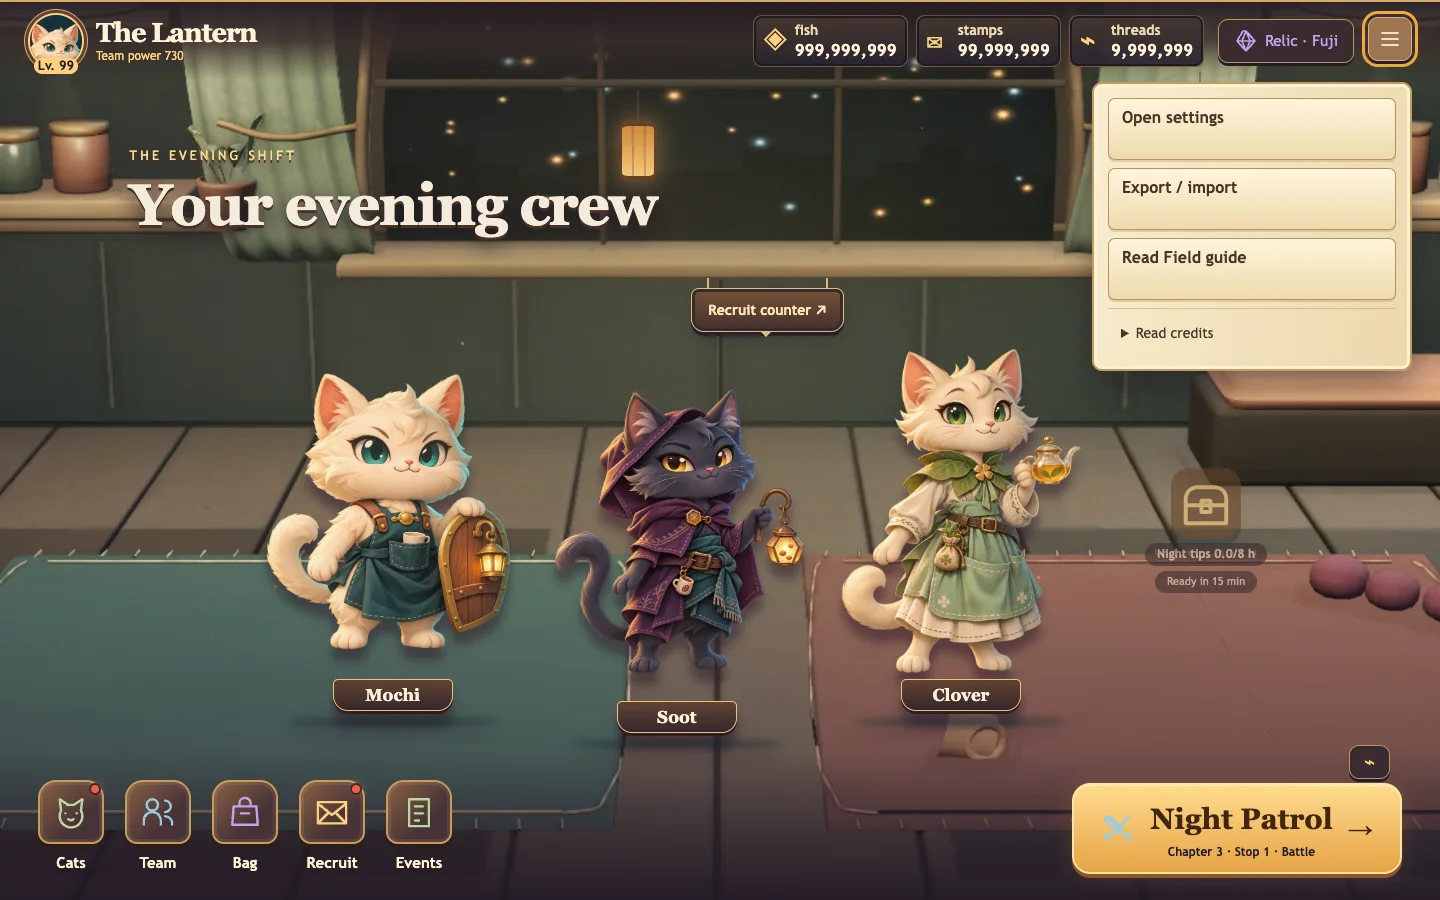 The Lantern
Team power 730
Lv. 99
fish
999,999,999
stamps
99,999,999
threads
9,999,999
Relic · Fuji
Open settings
Export / import
Read Field guide
Read credits
THE EVENING SHIFT
Your evening crew
Recruit counter ↗
Night tips 0.0/8 h
Ready in 15 min
Mochi
Soot
Clover
Cats
Team
Bag
Recruit
Events
Night Patrol →
Chapter 3 · Stop 1 · Battle